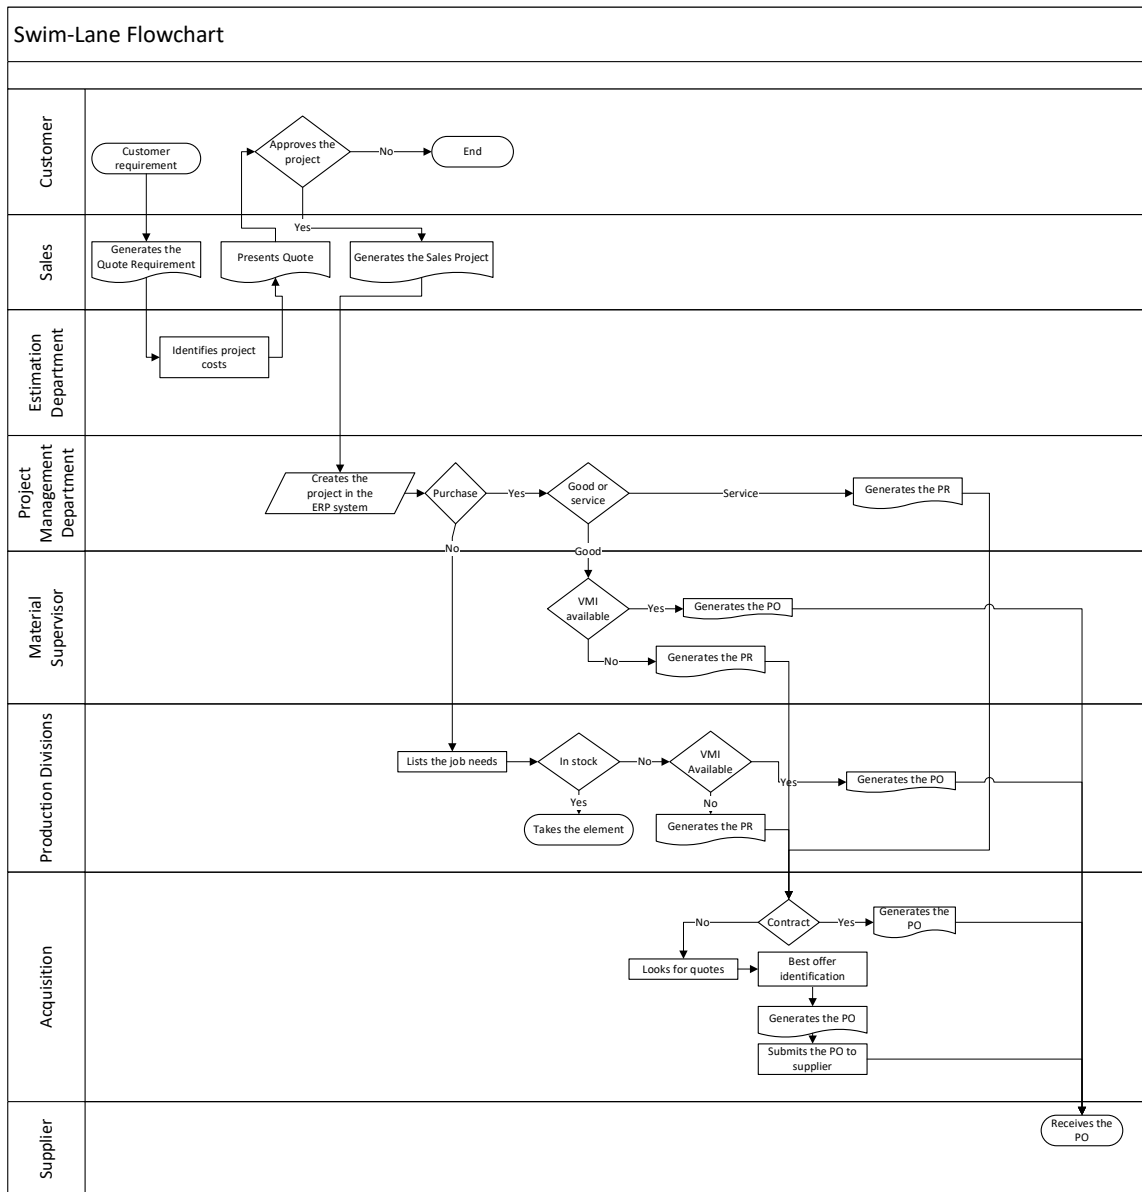 Swim-Lane Flowchart
Customer
Customer
requirement
Approves the
project
No
End
Yes
Sales
Generates the
Quote Requirement
Presents Quote
Generates the Sales Project
Estimation
Department
Identifies project
costs
Project
Management
Department
Creates the
project in the
ERP system
Purchase
Yes
Good or
service
Service
Generates the PR
No
Good
Material
Supervisor
VMI
available
Yes
Generates the PO
No
Generates the PR
Production Divisions
Lists the job needs
In stock
No
VMI
Available
Yes
Generates the PO
Yes
No
Takes the element
Generates the PR
Acquisition
No
Contract
Yes
Generates the
PO
Looks for quotes
Best offer
identification
Generates the PO
Submits the PO to
supplier
Supplier
Receives the
PO